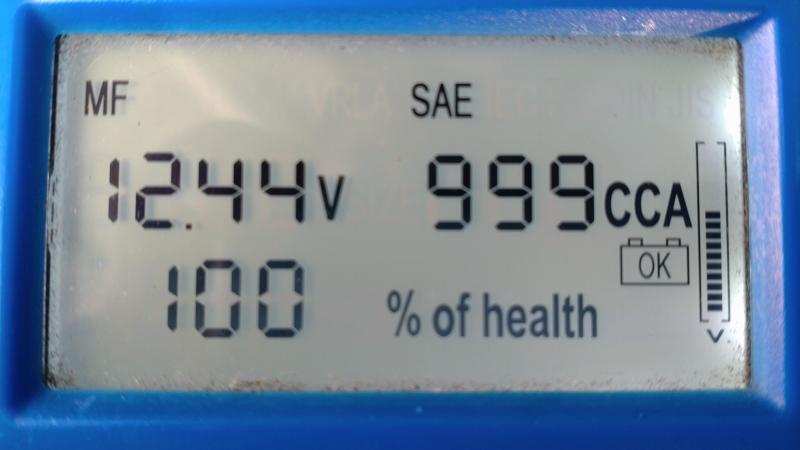 MF SAE
12.44V 999CCA
OK
100 % of health